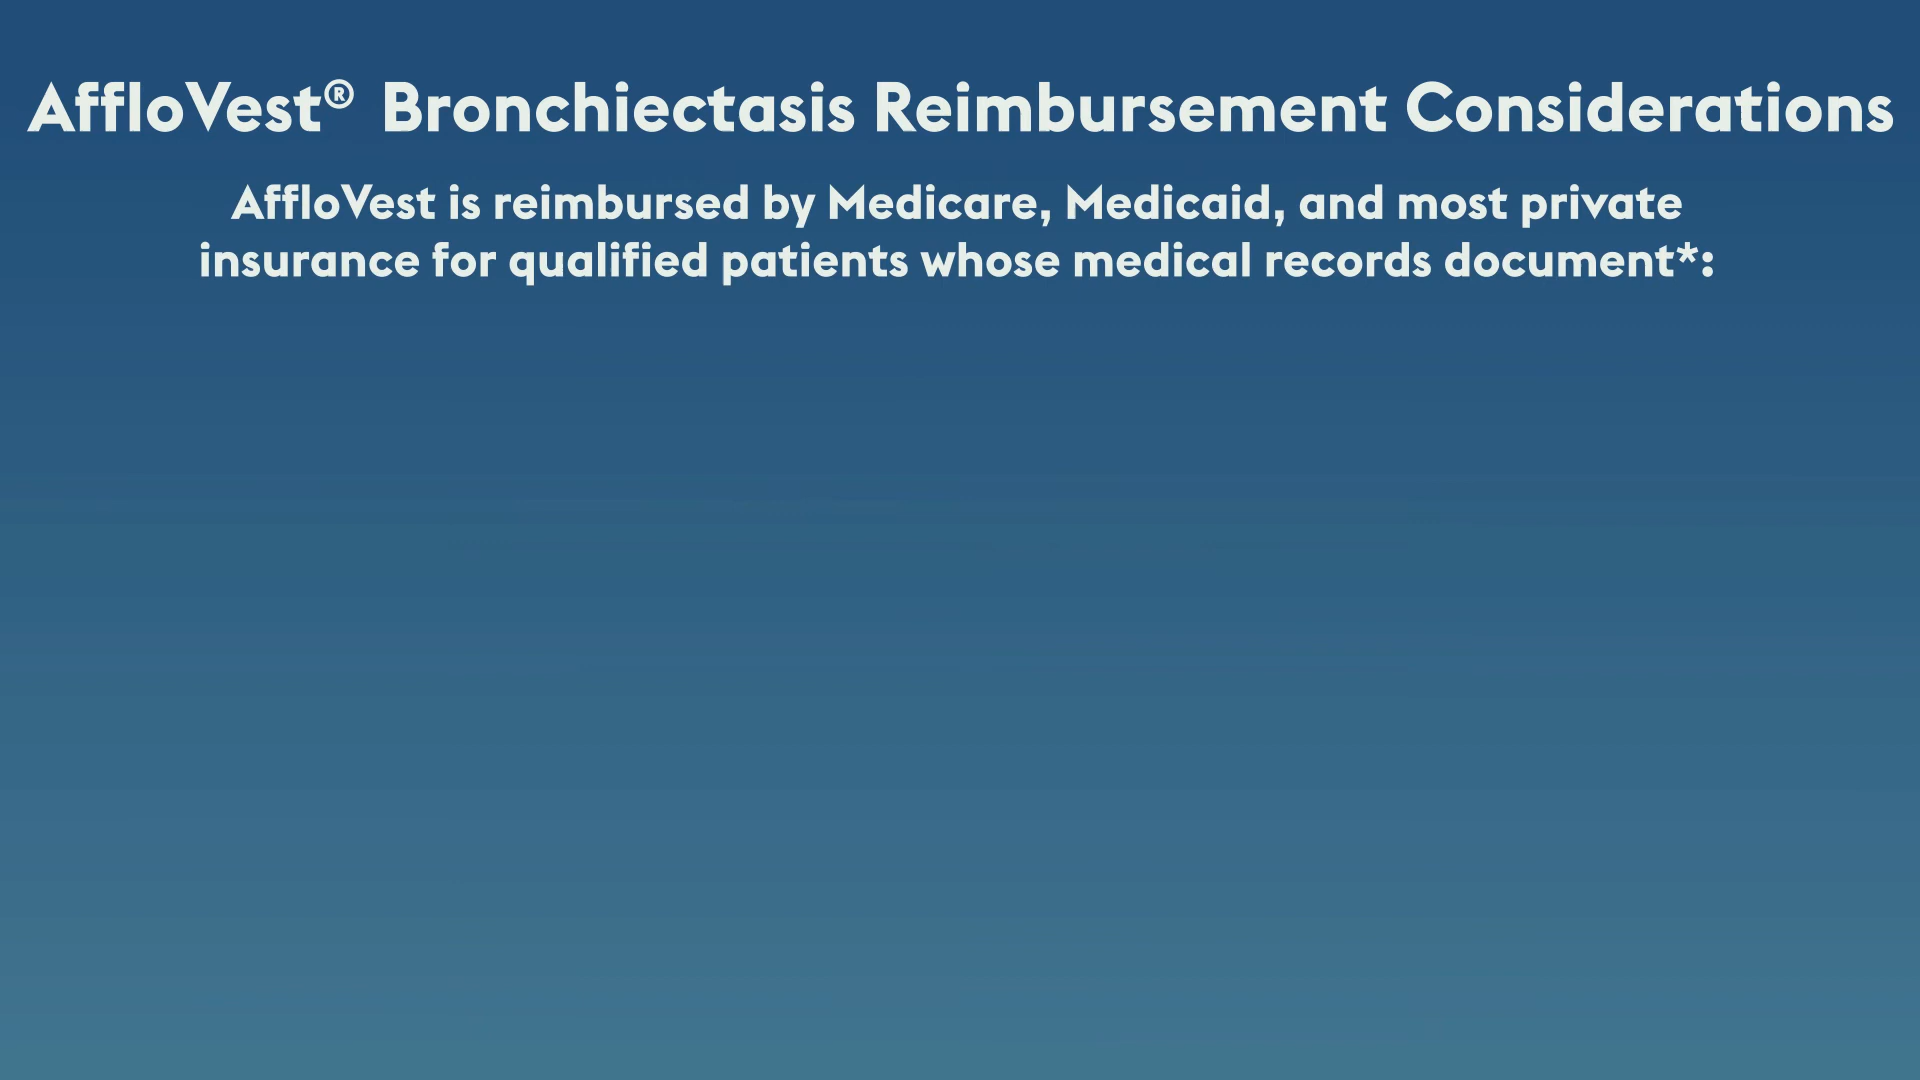 AffloVest® Bronchiectasis Reimbursement Considerations
AffloVest is reimbursed by Medicare, Medicaid, and most private
insurance for qualified patients whose medical records document*: